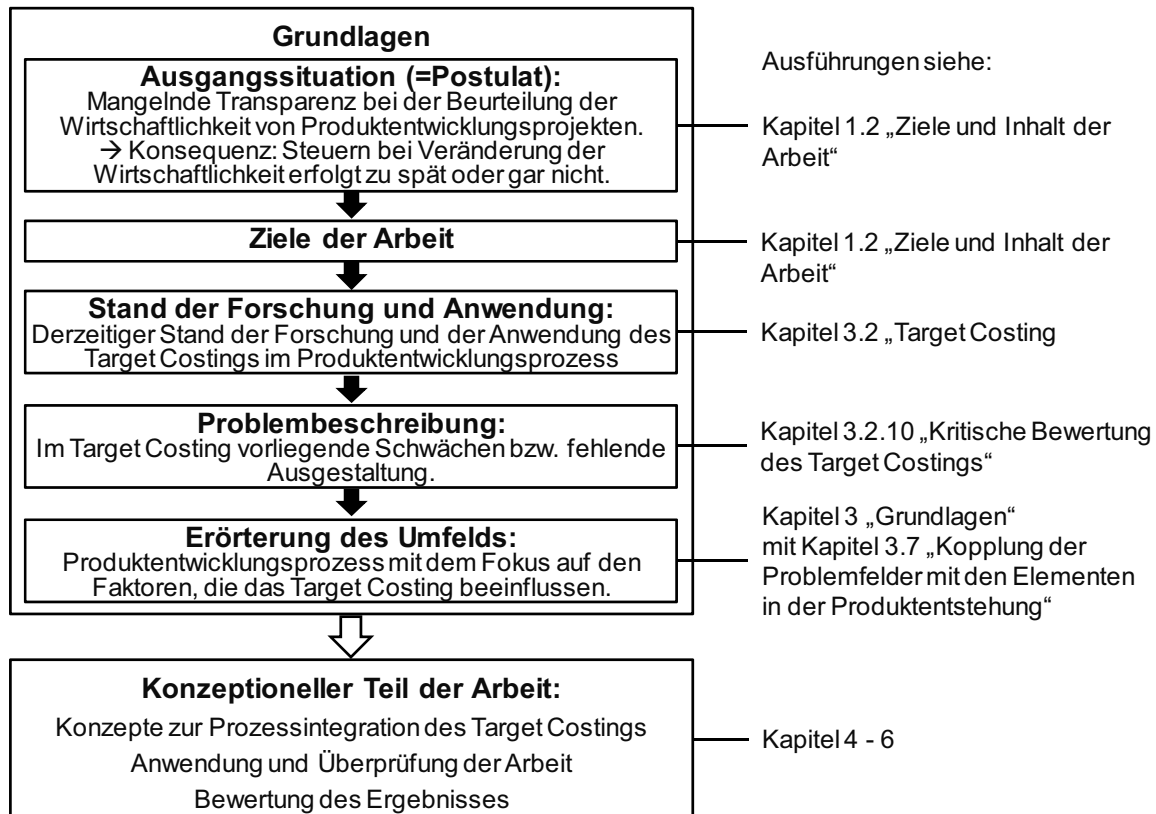 Grundlagen
Ausgangssituation (=Postulat):
Mangelnde Transparenz bei der Beurteilung der
Wirtschaftlichkeit von Produktentwicklungsprojekten.
→ Konsequenz: Steuern bei Veränderung der
Wirtschaftlichkeit erfolgt zu spät oder gar nicht.
Ausführungen siehe:
Kapitel 1.2 „Ziele und Inhalt der
Arbeit“
Ziele der Arbeit
Kapitel 1.2 „Ziele und Inhalt der
Arbeit“
Stand der Forschung und Anwendung:
Derzeitiger Stand der Forschung und der Anwendung des
Target Costings im Produktentwicklungsprozess
Kapitel 3.2 „Target Costing
Problembeschreibung:
Im Target Costing vorliegende Schwächen bzw. fehlende
Ausgestaltung.
Kapitel 3.2.10 „Kritische Bewertung
des Target Costings“
Erörterung des Umfelds:
Produktentwicklungsprozess mit dem Fokus auf den
Faktoren, die das Target Costing beeinflussen.
Kapitel 3 „Grundlagen“
mit Kapitel 3.7 „Kopplung der
Problemfelder mit den Elementen
in der Produktentstehung“
Konzeptioneller Teil der Arbeit:
Konzepte zur Prozessintegration des Target Costings
Anwendung und Überprüfung der Arbeit
Bewertung des Ergebnisses
Kapitel 4 - 6